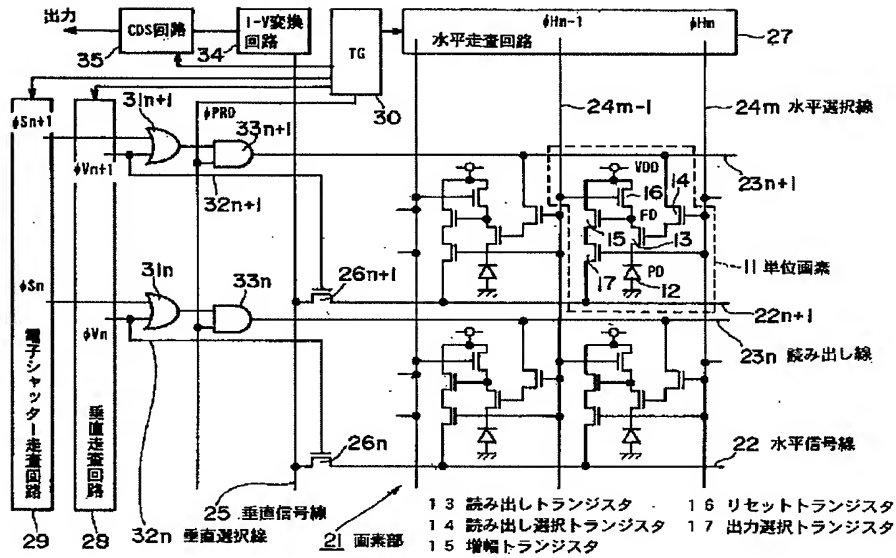 出力
CDS回路
35
I-V変換
回路
34
TG
30
φHm-1
φHm
水平走査回路
27
φPRD
31n+1
φSn+1
33n+1
24m-1
24m 水平選択線
φVn+1
32n+1
VDD
16
14
23n+1
FD
15
13
11 単位画素
PD
17
12
26n+1
31n
33n
φSn
22n+1
φVn
23n 読み出し線
電子シャッター走査回路
垂直走査回路
26n
22 水平信号線
25 垂直信号線
29
28
32n
垂直選択線
21 画素部
13 読み出しトランジスタ
14 読み出し選択トランジスタ
15 増幅トランジスタ
16 リセットトランジスタ
17 出力選択トランジスタ